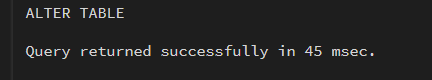 ALTER TABLE
Query returned successfully in 45 msec.